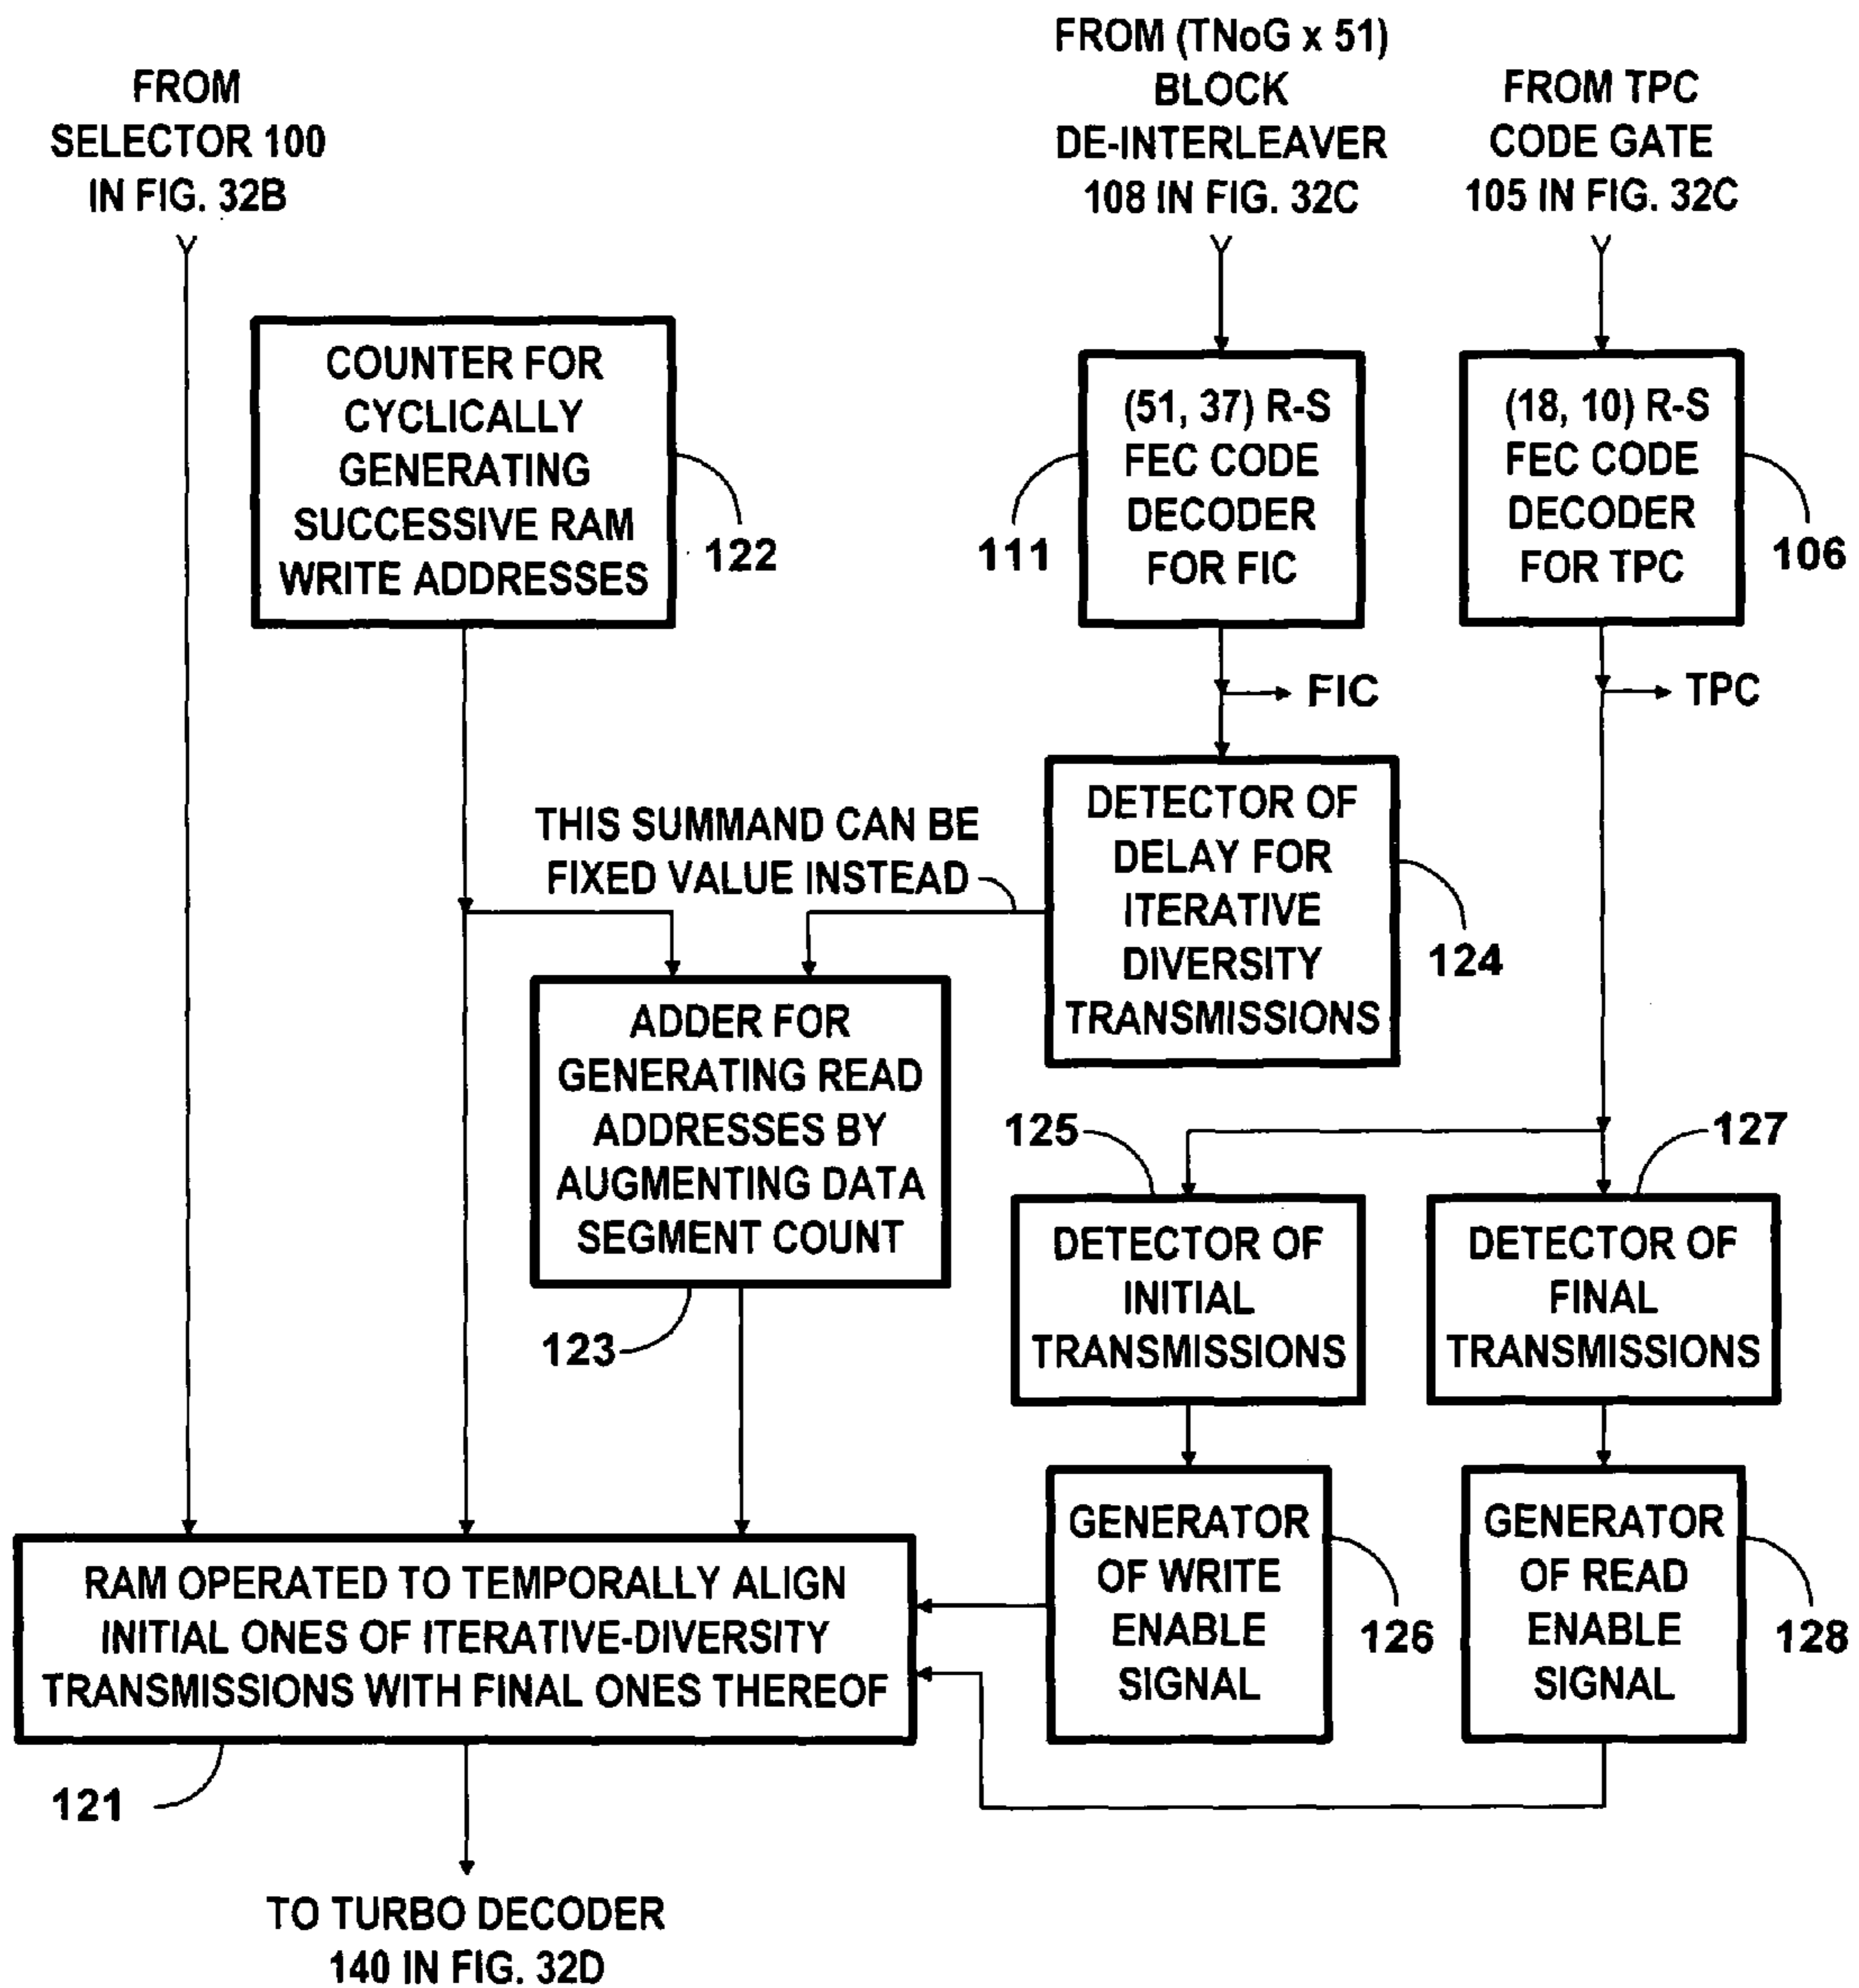 FROM
SELECTOR 100
IN FIG. 32B
FROM (TNoG x 51)
BLOCK
DE-INTERLEAVER
108 IN FIG. 32C
FROM TPC
CODE GATE
105 IN FIG. 32C
COUNTER FOR
CYCLICALLY
GENERATING
SUCCESSIVE RAM
WRITE ADDRESSES
122
(51, 37) R-S
FEC CODE
DECODER
FOR FIC
111
(18, 10) R-S
FEC CODE
DECODER
FOR TPC
106
FIC
TPC
THIS SUMMAND CAN BE
FIXED VALUE INSTEAD
DETECTOR OF
DELAY FOR
ITERATIVE
DIVERSITY
TRANSMISSIONS
124
ADDER FOR
GENERATING READ
ADDRESSES BY
AUGMENTING DATA
SEGMENT COUNT
123
125
DETECTOR OF
INITIAL
TRANSMISSIONS
127
DETECTOR OF
FINAL
TRANSMISSIONS
RAM OPERATED TO TEMPORALLY ALIGN
INITIAL ONES OF ITERATIVE-DIVERSITY
TRANSMISSIONS WITH FINAL ONES THEREOF
121
GENERATOR
OF WRITE
ENABLE
SIGNAL
126
GENERATOR
OF READ
ENABLE
SIGNAL
128
TO TURBO DECODER
140 IN FIG. 32D